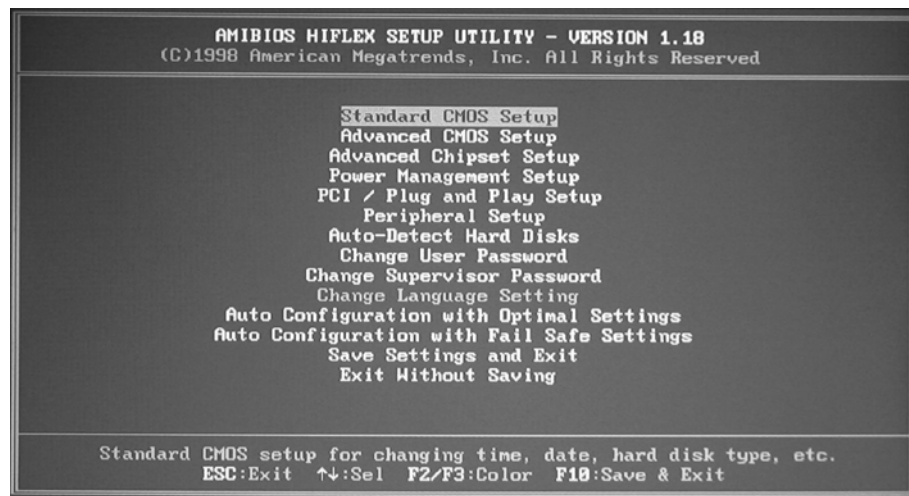 AMIBIOS HIFLEX SETUP UTILITY - VERSION 1.18
(C)1998 American Megatrends, Inc. All Rights Reserved
Standard CMOS Setup
Advanced CMOS Setup
Advanced Chipset Setup
Power Management Setup
PCI / Plug and Play Setup
Peripheral Setup
Auto-Detect Hard Disks
Change User Password
Change Supervisor Password
Change Language Setting
Auto Configuration with Optimal Settings
Auto Configuration with Fail Safe Settings
Save Settings and Exit
Exit Without Saving
Standard CMOS setup for changing time, date, hard disk type, etc.
ESC:Exit ↑↓:Sel F2/F3:Color F10:Save & Exit